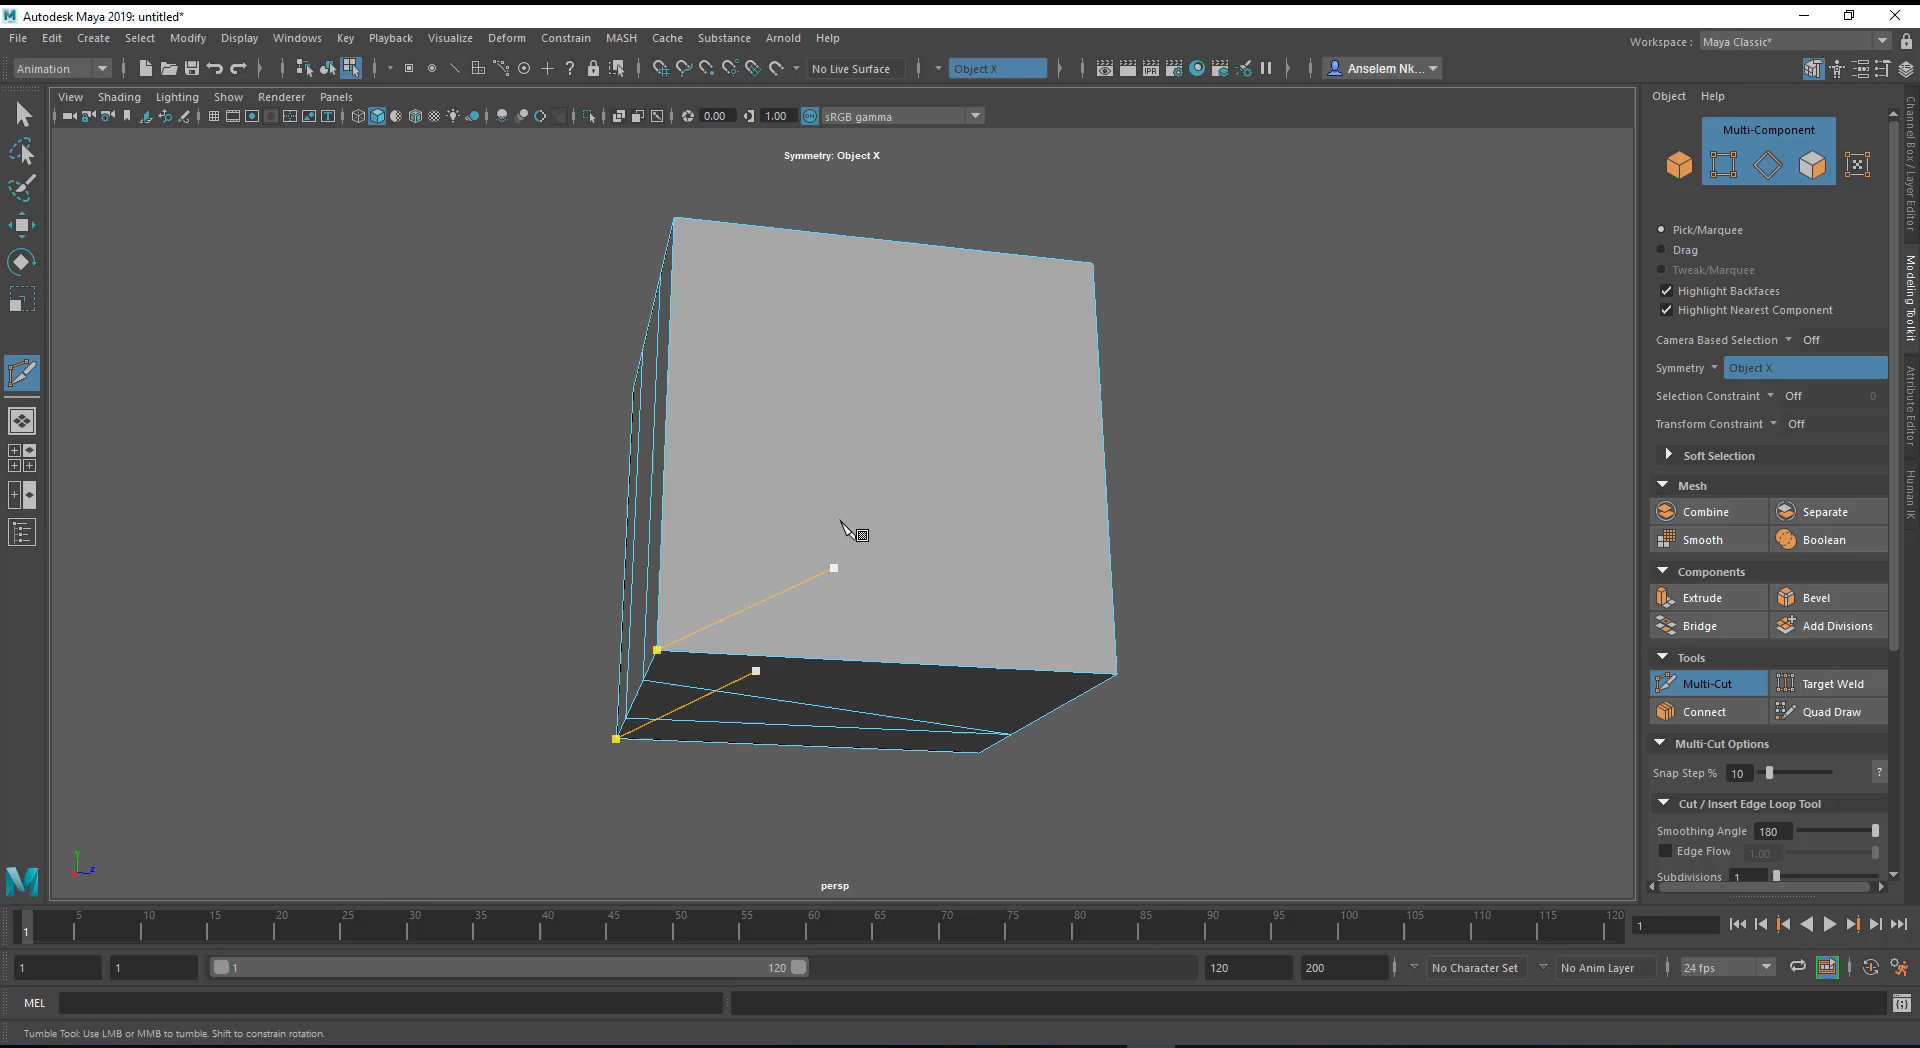 Autodesk Maya 2019: untitled*
File Edit Create Select Modify Display Windows Key Playback Visualize Deform Constrain MASH Cache Substance Arnold Help
Workspace : Maya Classic*
Animation
No Live Surface
Object X
Anselem Nk...
View Shading Lighting Show Renderer Panels
0.00
1.00
ON
sRGB gamma
Symmetry: Object X
persp
y
z
Object Help
Multi-Component
Pick/Marquee
Drag
Tweak/Marquee
Highlight Backfaces
Highlight Nearest Component
Camera Based Selection Off
Symmetry Object X
Selection Constraint Off 0
Transform Constraint Off
Soft Selection
Mesh
Combine Separate
Smooth Boolean
Components
Extrude Bevel
Bridge Add Divisions
Tools
Multi-Cut Target Weld
Connect Quad Draw
Multi-Cut Options
Snap Step % 10 ?
Cut / Insert Edge Loop Tool
Smoothing Angle 180
Edge Flow 1.00
Subdivisions 1
Channel Box / Layer Editor
Modeling Toolkit
Attribute Editor
Human IK
5 10 15 20 25 30 35 40 45 50 55 60 65 70 75 80 85 90 95 100 105 110 115 120
1
1
1 1 1 120 120 200 No Character Set No Anim Layer 24 fps
MEL
Tumble Tool: Use LMB or MMB to tumble. Shift to constrain rotation.